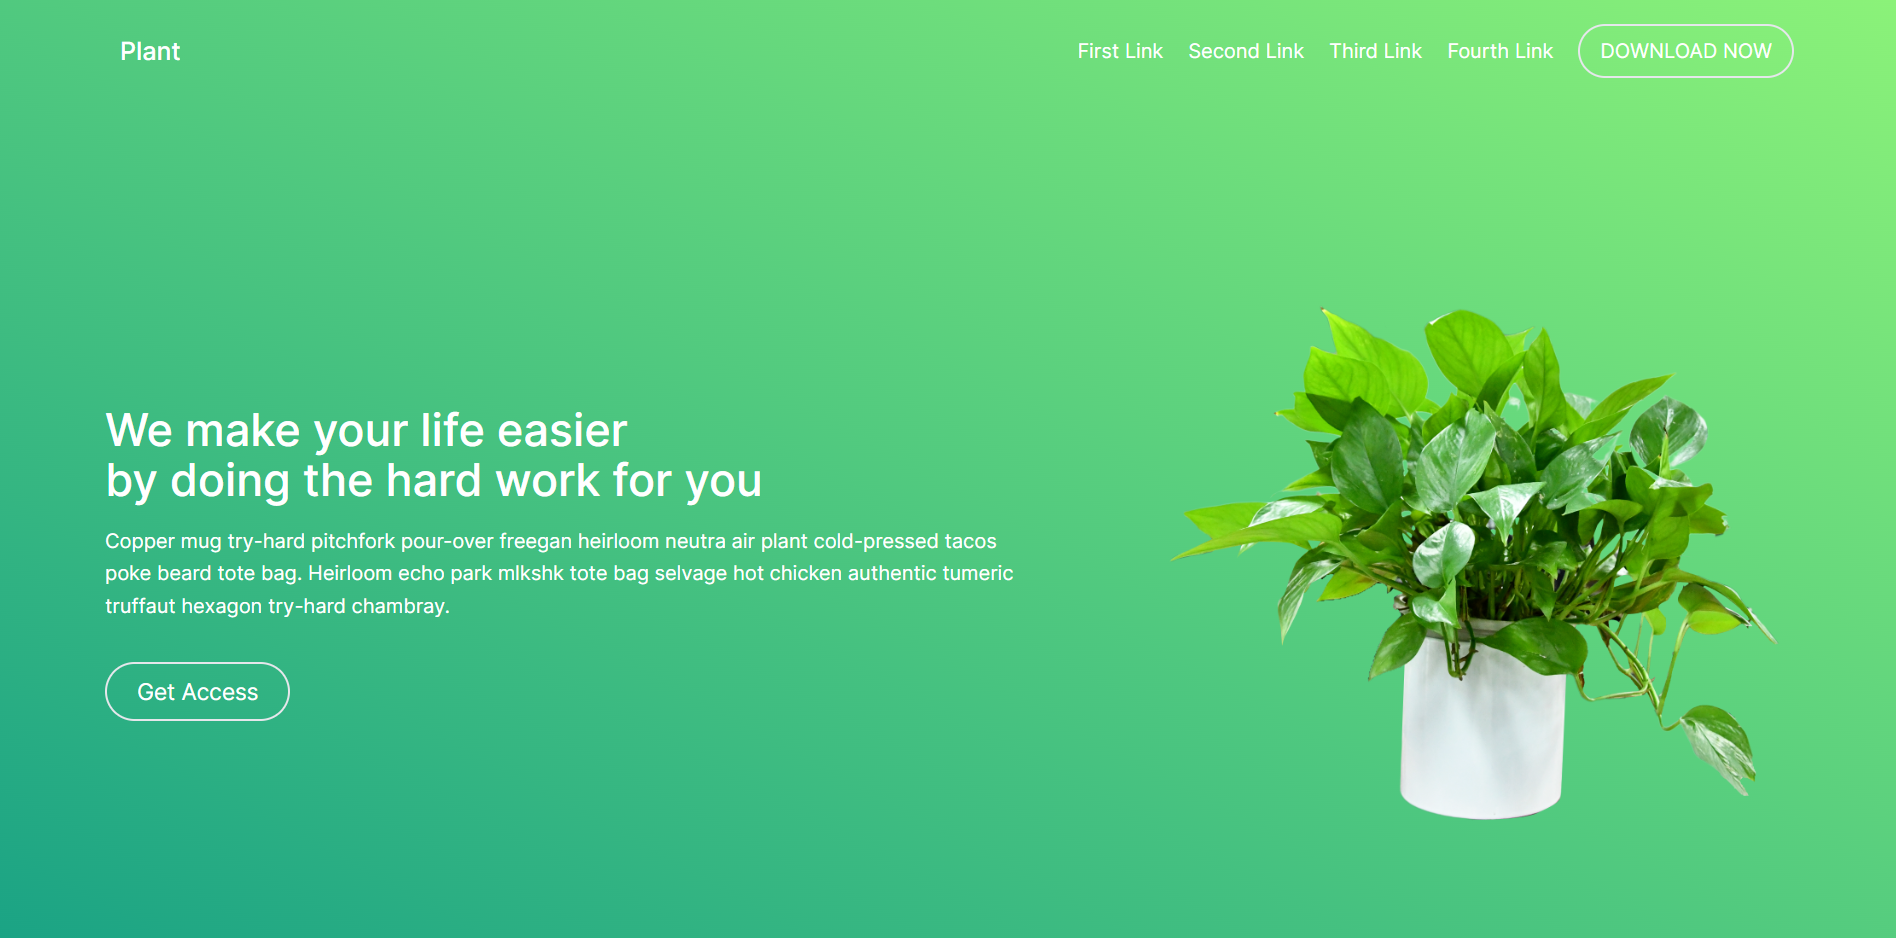 Plant
First Link
Second Link
Third Link
Fourth Link
DOWNLOAD NOW
We make your life easier
by doing the hard work for you
Copper mug try-hard pitchfork pour-over freegan heirloom neutra air plant cold-pressed tacos
poke beard tote bag. Heirloom echo park mlkshk tote bag selvage hot chicken authentic tumeric
truffaut hexagon try-hard chambray.
Get Access